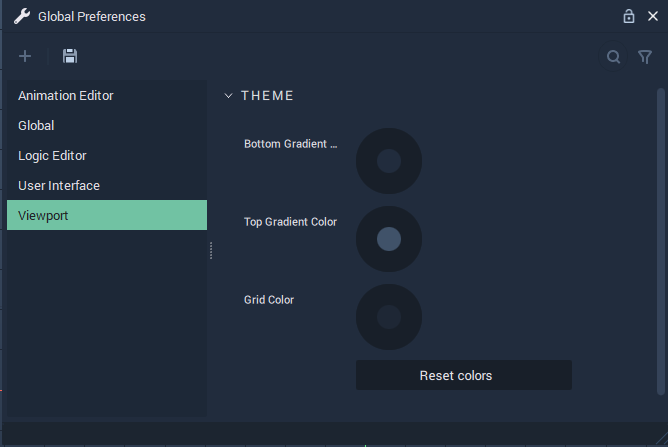 Global Preferences
Animation Editor
Global
Logic Editor
User Interface
Viewport
THEME
Bottom Gradient ...
Top Gradient Color
Grid Color
Reset colors